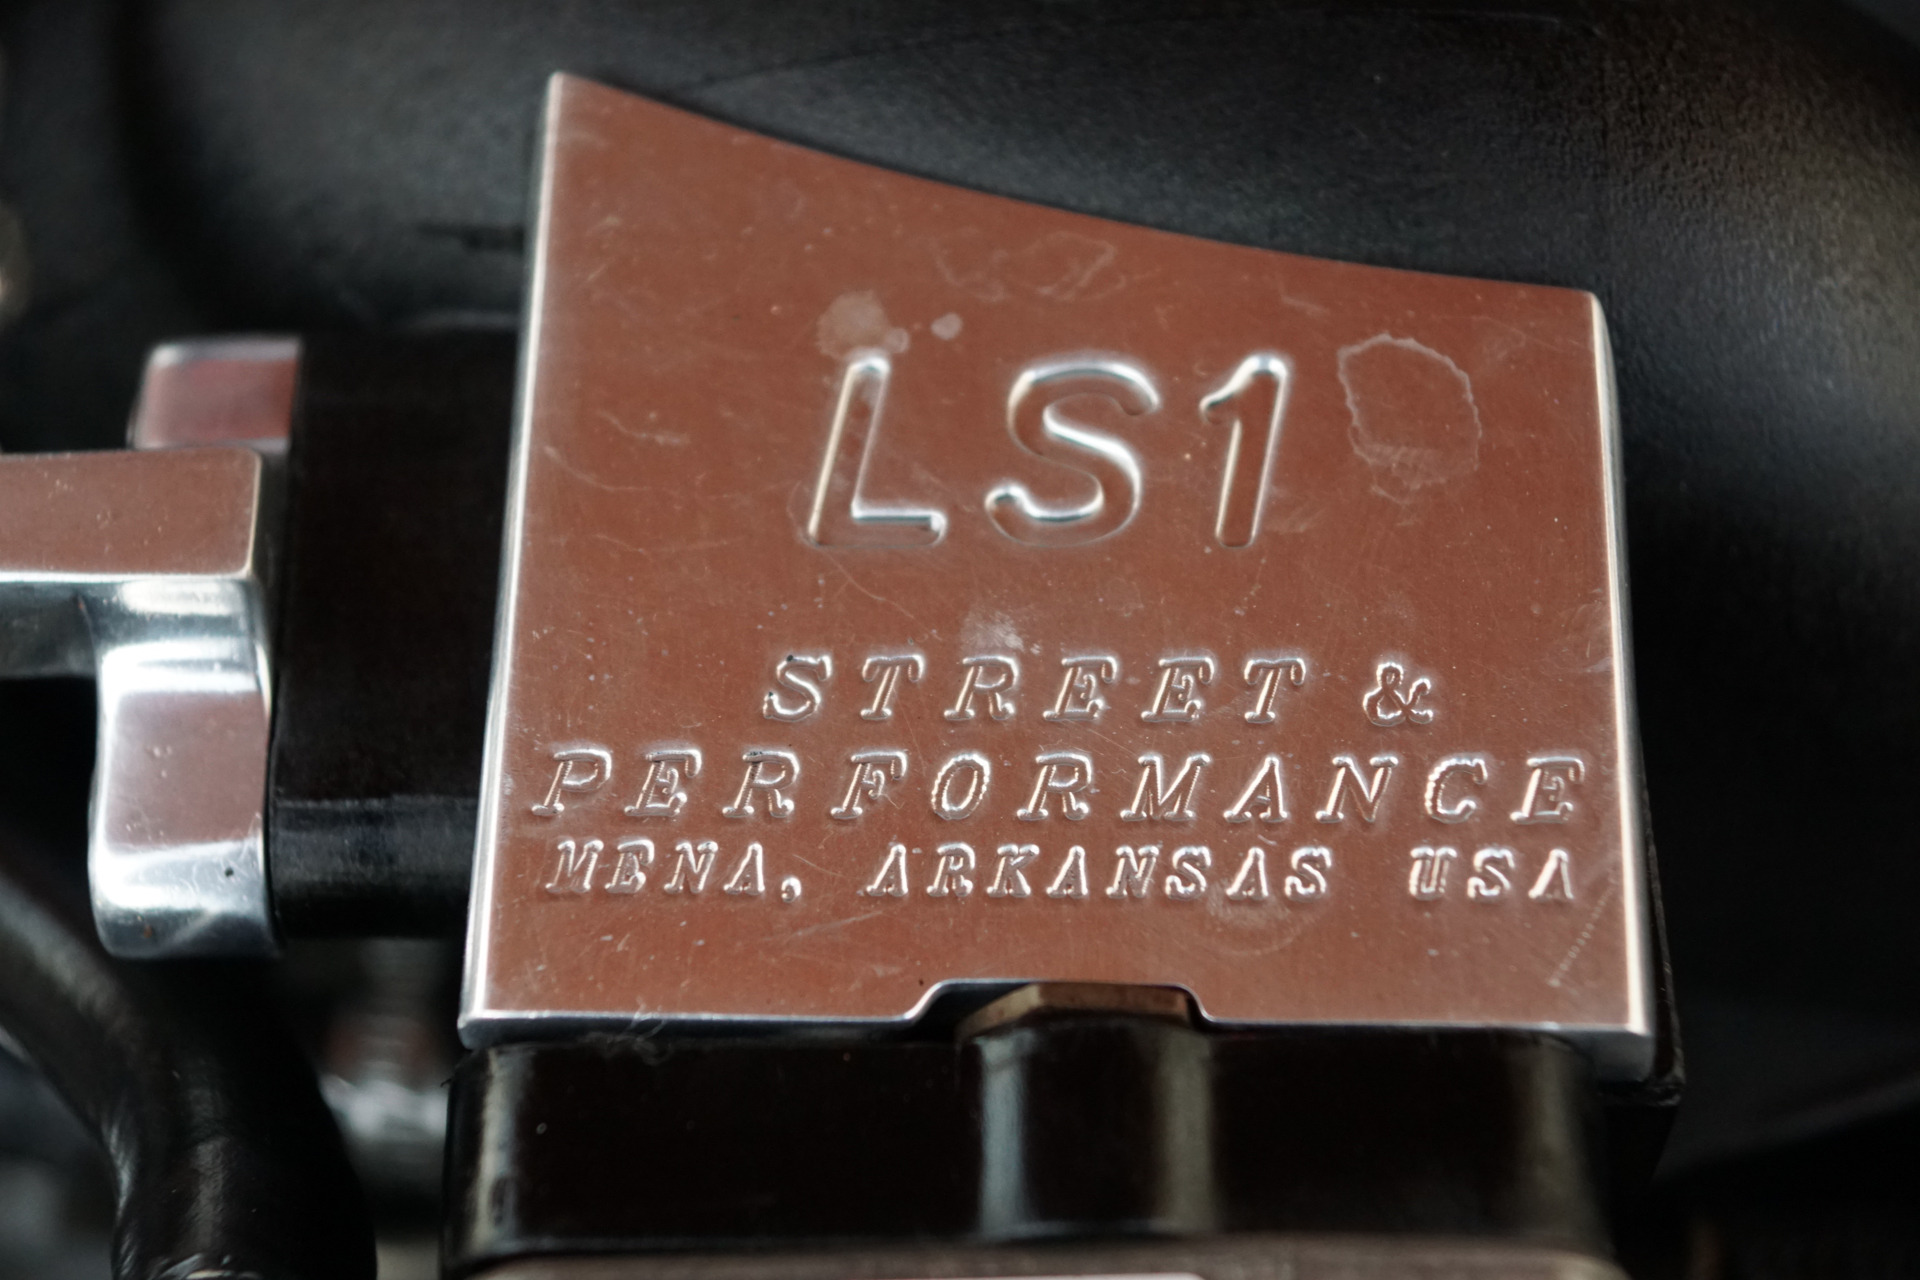 LS1
STREET &
PERFORMANCE
MENA, ARKANSAS USA